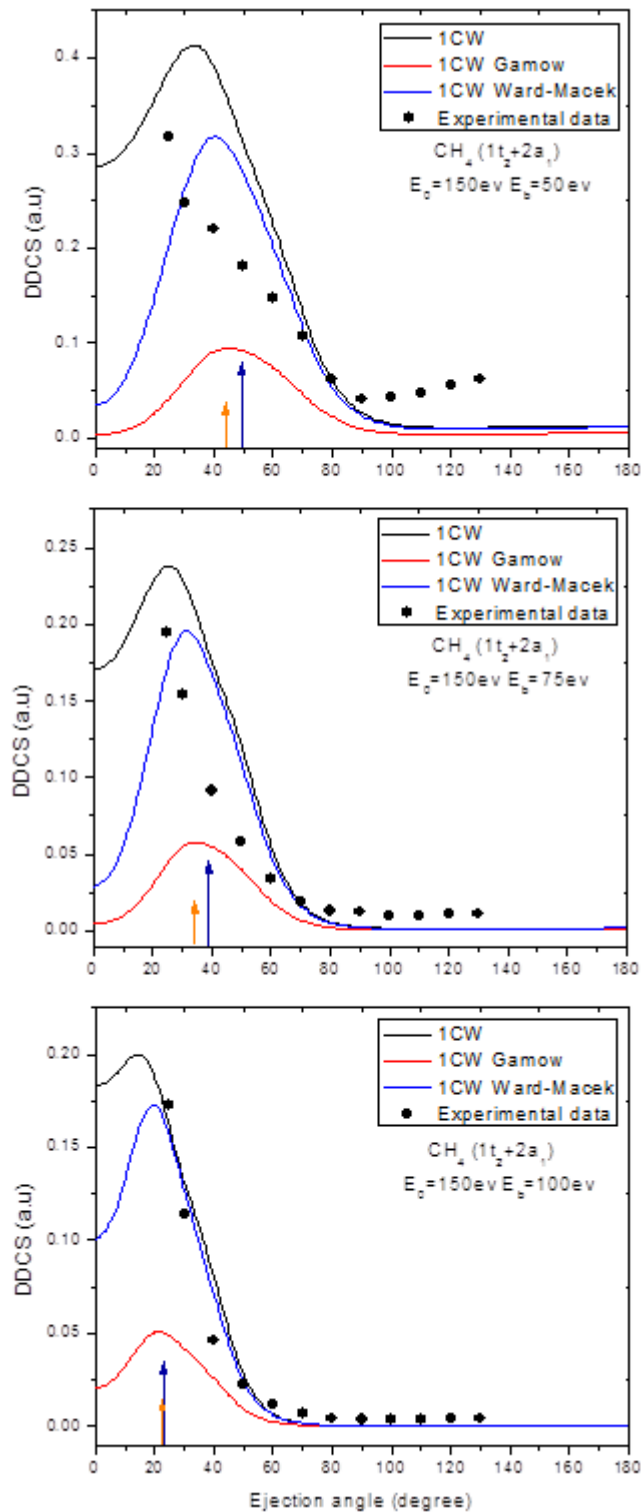 DDCS (a.u)
0.4
0.3
0.2
0.1
0.0
1CW
1CW Gamow
1CW Ward-Macek
Experimental data
CH₄ (1t₂+2a₁)
E₀=150ev E_b=50ev
0 20 40 60 80 100 120 140 160 180
DDCS (a.u)
0.25
0.20
0.15
0.10
0.05
0.00
1CW
1CW Gamow
1CW Ward-Macek
Experimental data
CH₄ (1t₂+2a₁)
E₀=150ev E_b=75ev
0 20 40 60 80 100 120 140 160 180
DDCS (a.u)
0.20
0.15
0.10
0.05
0.00
1CW
1CW Gamow
1CW Ward-Macek
Experimental data
CH₄ (1t₂+2a₁)
E₀=150ev E_b=100ev
0 20 40 60 80 100 120 140 160 180
Ejection angle (degree)